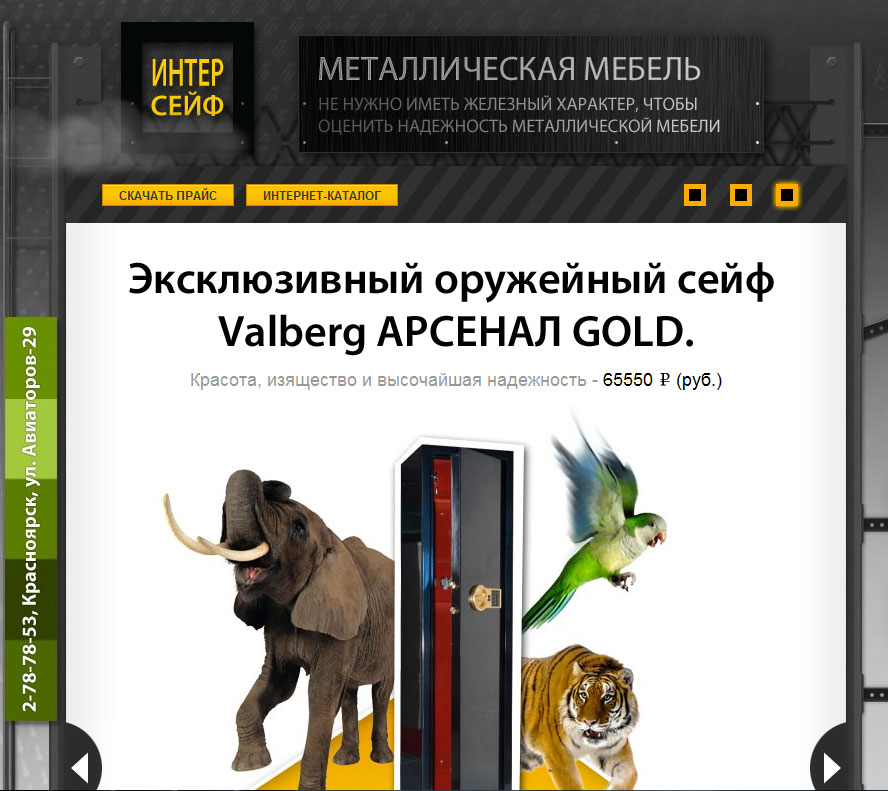 ИНТЕР
СЕЙФ
МЕТАЛЛИЧЕСКАЯ МЕБЕЛЬ
НЕ НУЖНО ИМЕТЬ ЖЕЛЕЗНЫЙ ХАРАКТЕР, ЧТОБЫ
ОЦЕНИТЬ НАДЕЖНОСТЬ МЕТАЛЛИЧЕСКОЙ МЕБЕЛИ
СКАЧАТЬ ПРАЙС
ИНТЕРНЕТ-КАТАЛОГ
Эксклюзивный оружейный сейф
Valberg АРСЕНАЛ GOLD.
Красота, изящество и высочайшая надежность - 65550 ₽ (руб.)
2-78-78-53, Красноярск, ул. Авиаторов-29